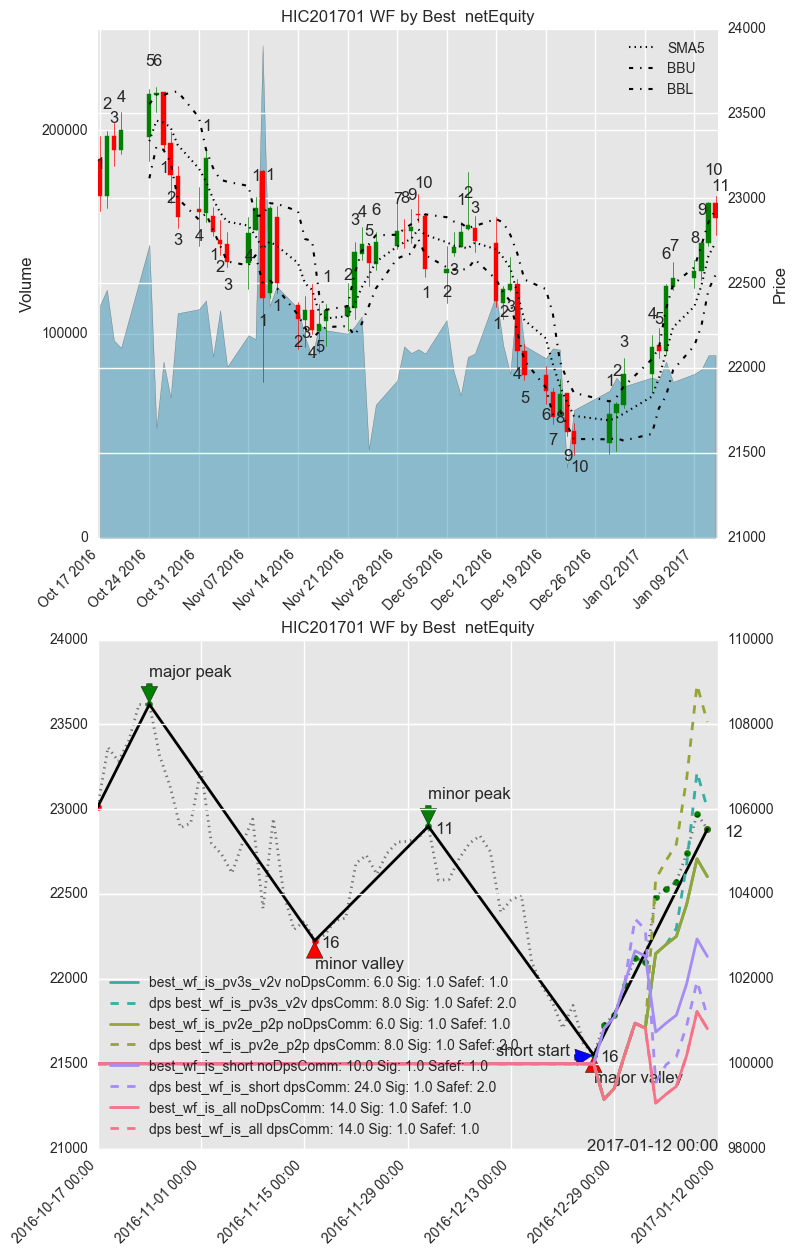 HIC201701 WF by Best  netEquity
24000
23500
23000
22500
22000
21500
21000
Price
200000
100000
0
Volume
SMA5
BBU
BBL
Oct 17 2016
Oct 24 2016
Oct 31 2016
Nov 07 2016
Nov 14 2016
Nov 21 2016
Nov 28 2016
Dec 05 2016
Dec 12 2016
Dec 19 2016
Dec 26 2016
Jan 02 2017
Jan 09 2017
HIC201701 WF by Best  netEquity
24000
23500
23000
22500
22000
21500
21000
110000
108000
106000
104000
102000
100000
98000
major peak
minor peak
11
12
16
minor valley
short start
16
major valley
best_wf_is_pv3s_v2v noDpsComm: 6.0 Sig: 1.0 Safef: 1.0
dps best_wf_is_pv3s_v2v dpsComm: 8.0 Sig: 1.0 Safef: 2.0
best_wf_is_pv2e_p2p noDpsComm: 6.0 Sig: 1.0 Safef: 1.0
dps best_wf_is_pv2e_p2p dpsComm: 8.0 Sig: 1.0 Safef: 2.0
best_wf_is_short noDpsComm: 10.0 Sig: 1.0 Safef: 1.0
dps best_wf_is_short dpsComm: 24.0 Sig: 1.0 Safef: 2.0
best_wf_is_all noDpsComm: 14.0 Sig: 1.0 Safef: 1.0
dps best_wf_is_all dpsComm: 14.0 Sig: 1.0 Safef: 1.0
2017-01-12 00:00
2016-10-17 00:00
2016-11-01 00:00
2016-11-15 00:00
2016-11-29 00:00
2016-12-13 00:00
2016-12-29 00:00
2017-01-12 00:00